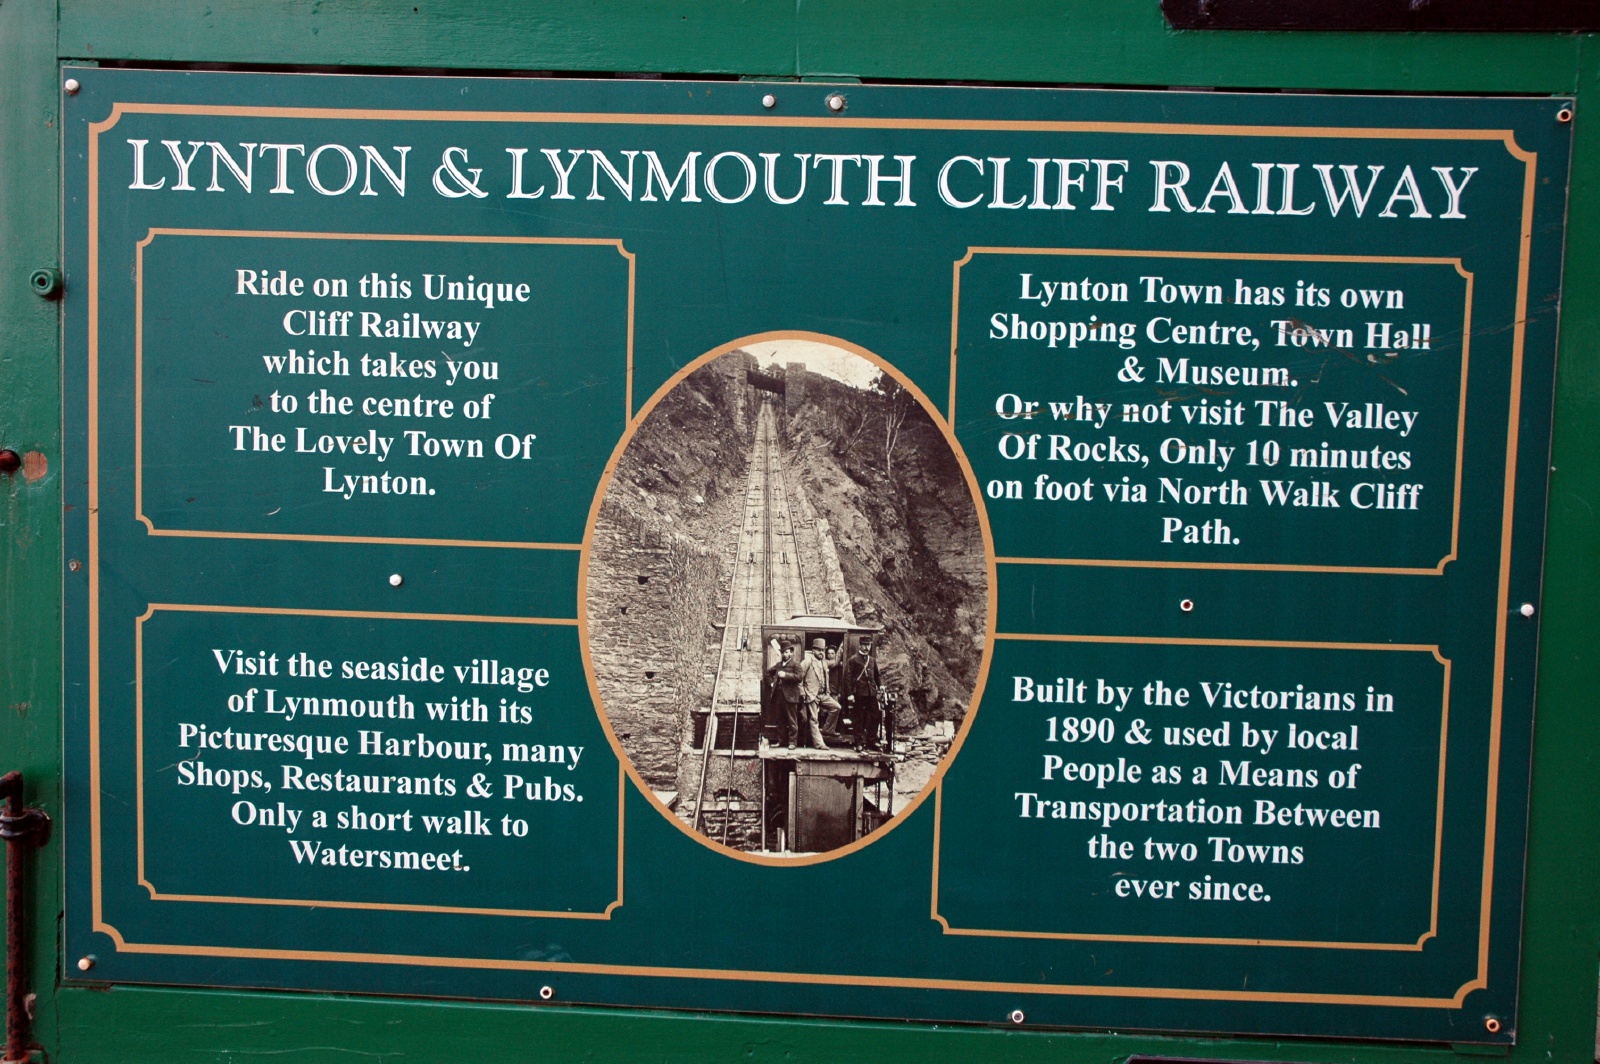 LYNTON & LYNMOUTH CLIFF RAILWAY
Ride on this Unique
Cliff Railway
which takes you
to the centre of
The Lovely Town Of
Lynton.
Lynton Town has its own
Shopping Centre, Town Hall
& Museum.
Or why not visit The Valley
Of Rocks, Only 10 minutes
on foot via North Walk Cliff
Path.
Visit the seaside village
of Lynmouth with its
Picturesque Harbour, many
Shops, Restaurants & Pubs.
Only a short walk to
Watersmeet.
Built by the Victorians in
1890 & used by local
People as a Means of
Transportation Between
the two Towns
ever since.